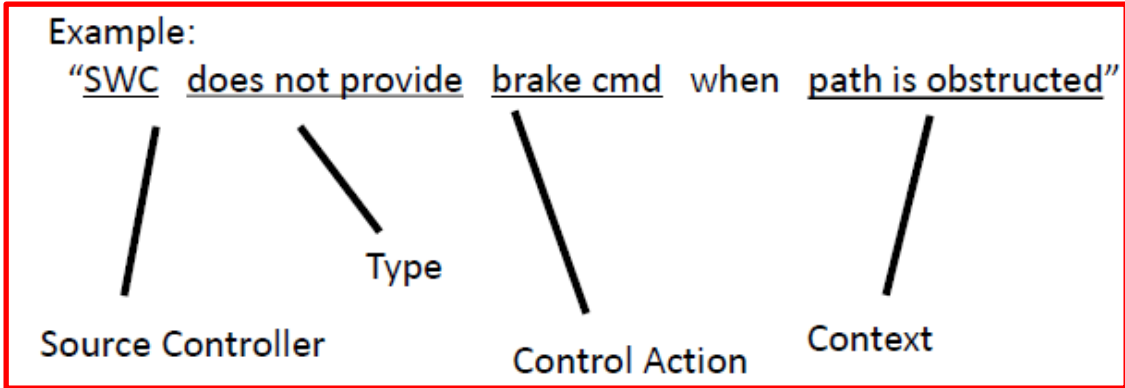 Example:
“SWC does not provide brake cmd when path is obstructed”
Type
Source Controller
Control Action
Context